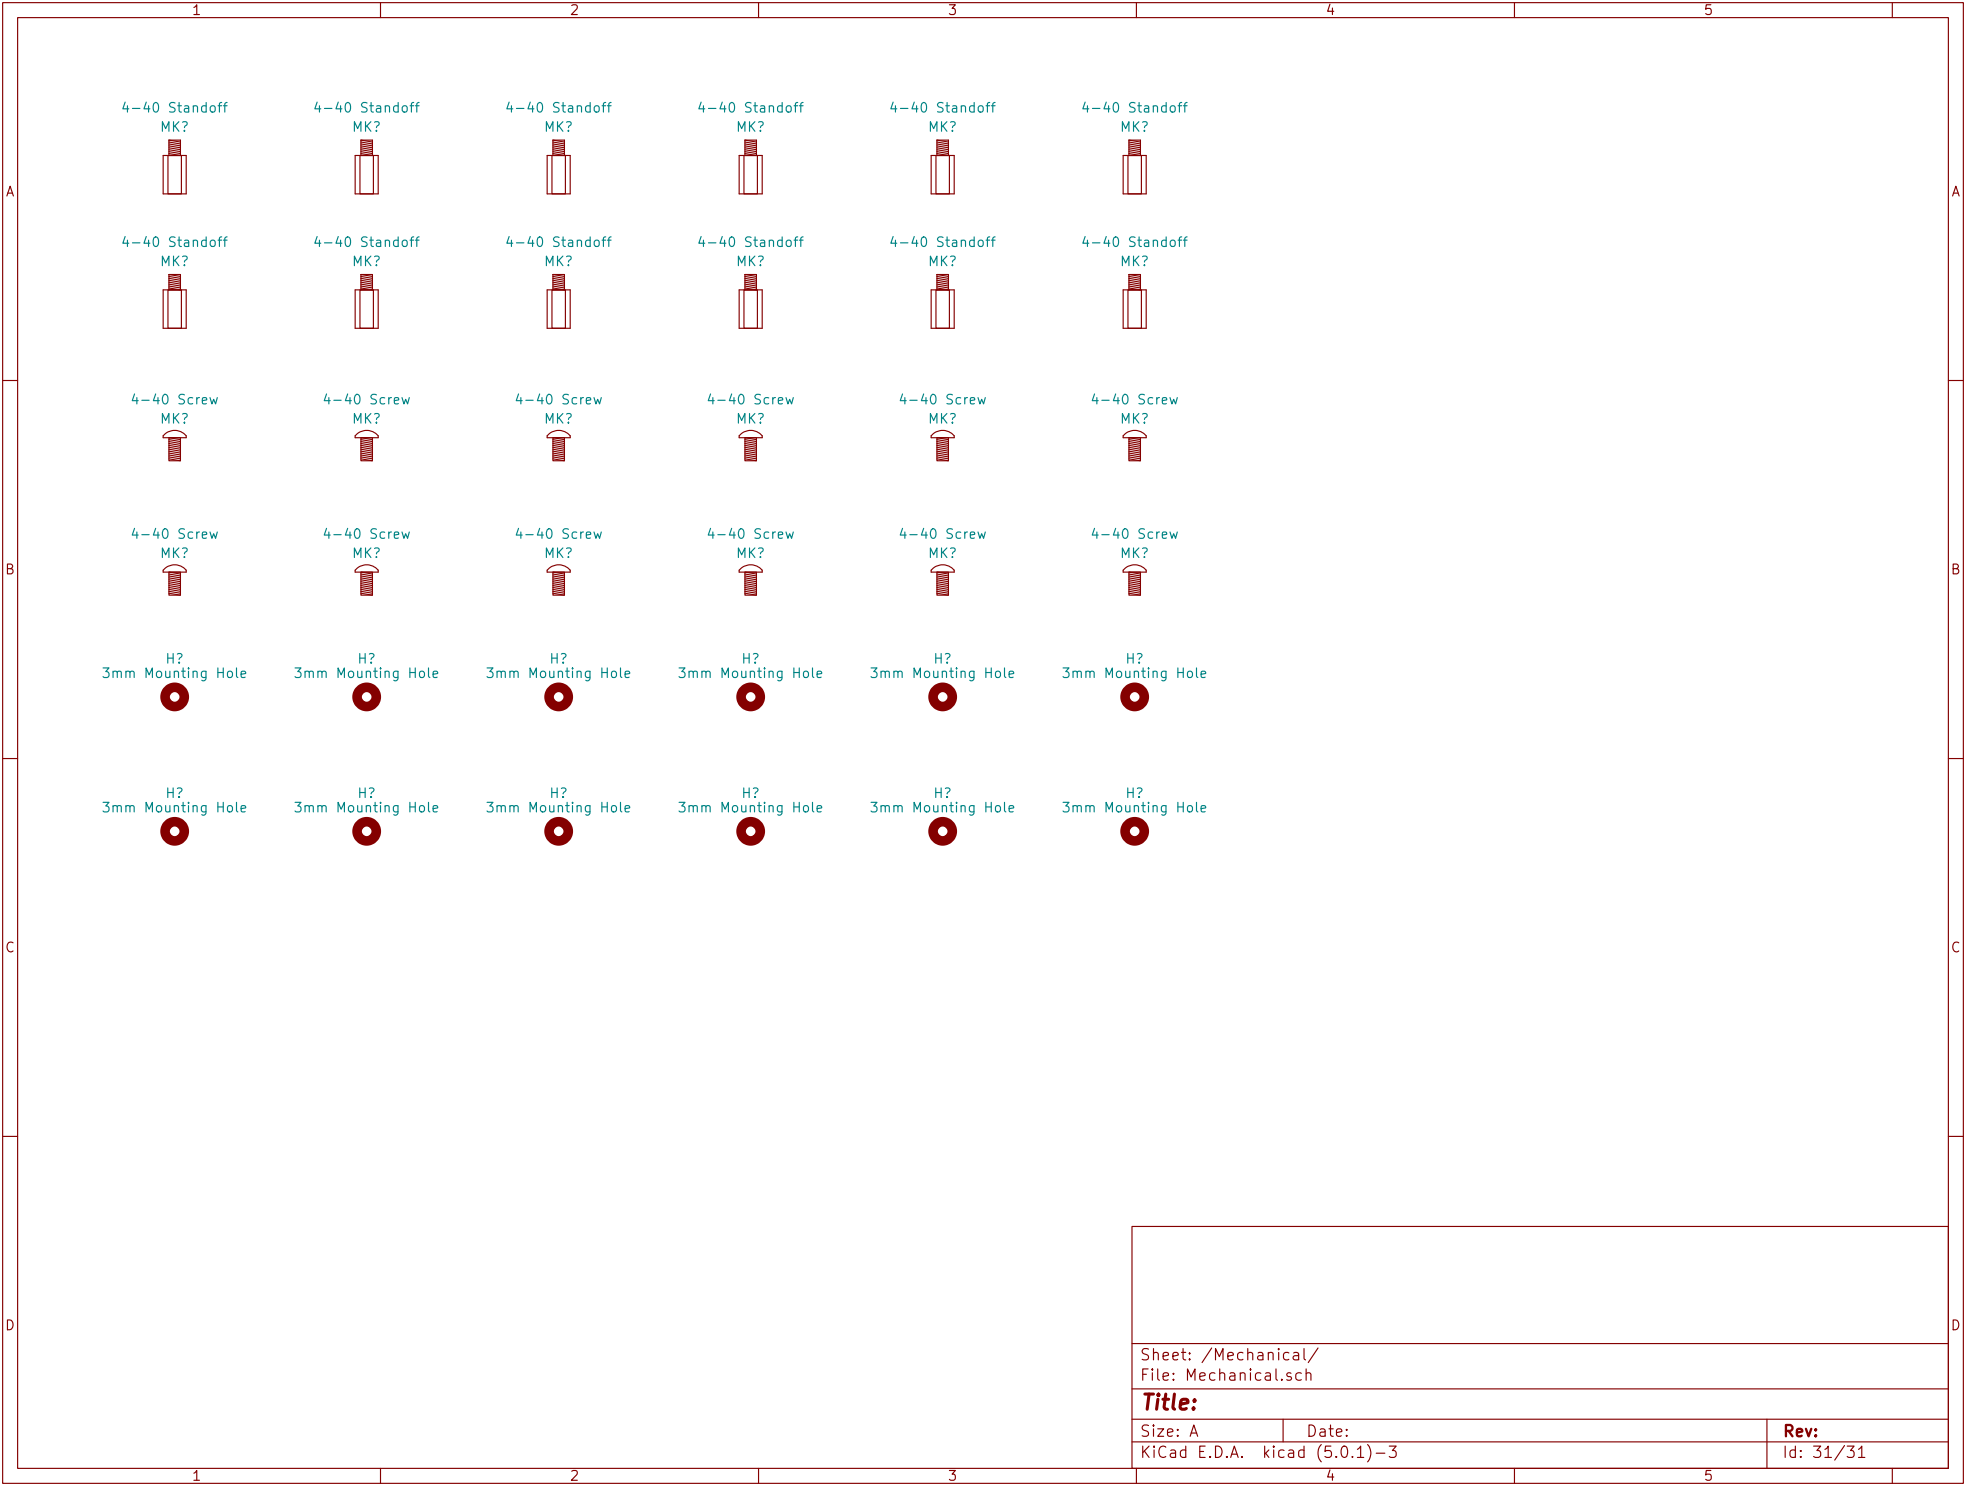 1 2 3 4 5
4-40 Standoff 4-40 Standoff 4-40 Standoff 4-40 Standoff 4-40 Standoff 4-40 Standoff
MK? MK? MK? MK? MK? MK?
A A
4-40 Standoff 4-40 Standoff 4-40 Standoff 4-40 Standoff 4-40 Standoff 4-40 Standoff
MK? MK? MK? MK? MK? MK?
4-40 Screw 4-40 Screw 4-40 Screw 4-40 Screw 4-40 Screw 4-40 Screw
MK? MK? MK? MK? MK? MK?
4-40 Screw 4-40 Screw 4-40 Screw 4-40 Screw 4-40 Screw 4-40 Screw
MK? MK? MK? MK? MK? MK?
B B
H? H? H? H? H? H?
3mm Mounting Hole 3mm Mounting Hole 3mm Mounting Hole 3mm Mounting Hole 3mm Mounting Hole 3mm Mounting Hole
H? H? H? H? H? H?
3mm Mounting Hole 3mm Mounting Hole 3mm Mounting Hole 3mm Mounting Hole 3mm Mounting Hole 3mm Mounting Hole
C C
D D
Sheet: /Mechanical/
File: Mechanical.sch
Title:
Size: A Date: Rev:
KiCad E.D.A. kicad (5.0.1)-3 Id: 31/31
1 2 3 4 5